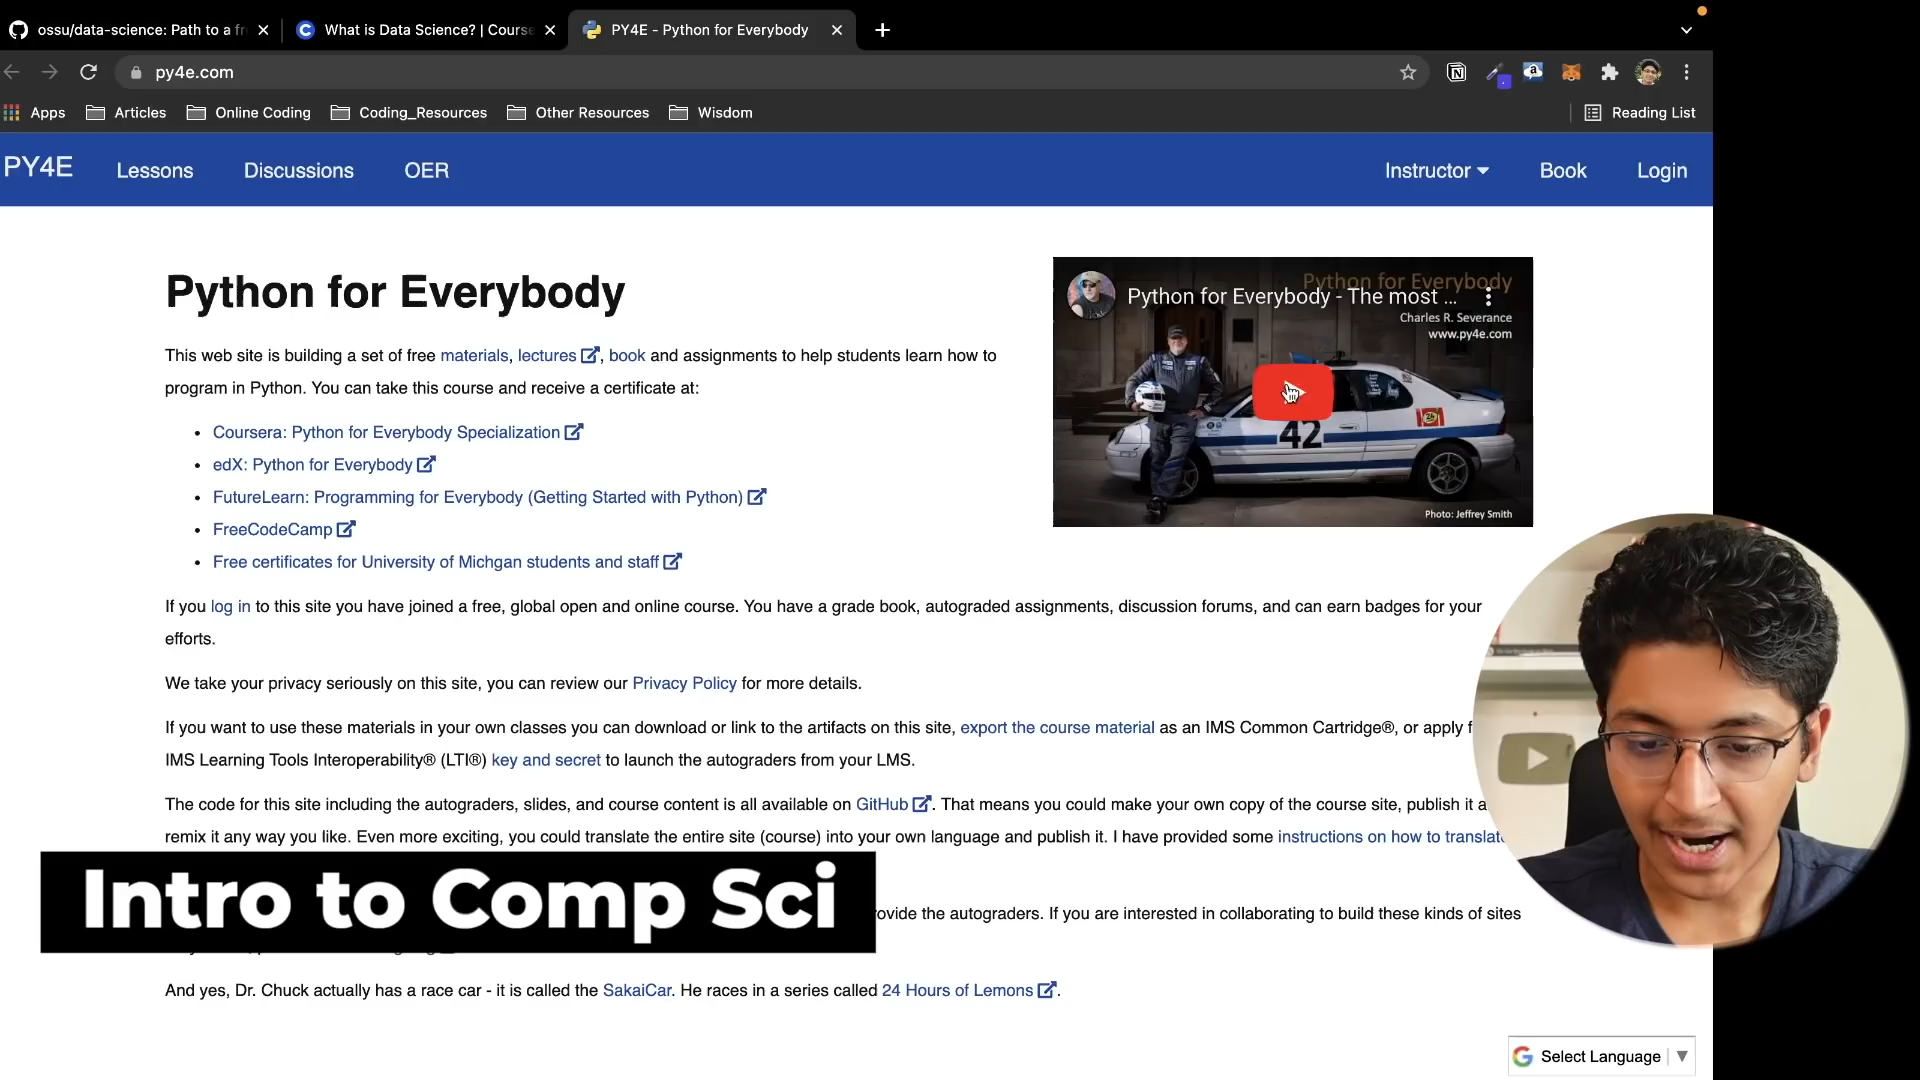 ossu/data-science: Path to a fr
What is Data Science? | Course
PY4E - Python for Everybody
py4e.com
Apps
Articles
Online Coding
Coding_Resources
Other Resources
Wisdom
Reading List
PY4E
Lessons
Discussions
OER
Instructor
Book
Login
Python for Everybody
This web site is building a set of free materials, lectures, book and assignments to help students learn how to
program in Python. You can take this course and receive a certificate at:
• Coursera: Python for Everybody Specialization
• edX: Python for Everybody
• FutureLearn: Programming for Everybody (Getting Started with Python)
• FreeCodeCamp
• Free certificates for University of Michgan students and staff
Python for Everybody
Python for Everybody - The most ...
Charles R. Severance
www.py4e.com
42
Photo: Jeffrey Smith
If you log in to this site you have joined a free, global open and online course. You have a grade book, autograded assignments, discussion forums, and can earn badges for your
efforts.
We take your privacy seriously on this site, you can review our Privacy Policy for more details.
If you want to use these materials in your own classes you can download or link to the artifacts on this site, export the course material as an IMS Common Cartridge®, or apply f
IMS Learning Tools Interoperability® (LTI®) key and secret to launch the autograders from your LMS.
The code for this site including the autograders, slides, and course content is all available on GitHub. That means you could make your own copy of the course site, publish it a
remix it any way you like. Even more exciting, you could translate the entire site (course) into your own language and publish it. I have provided some instructions on how to translate
Intro to Comp Sci
ovide the autograders. If you are interested in collaborating to build these kinds of sites
And yes, Dr. Chuck actually has a race car - it is called the SakaiCar. He races in a series called 24 Hours of Lemons.
Select Language